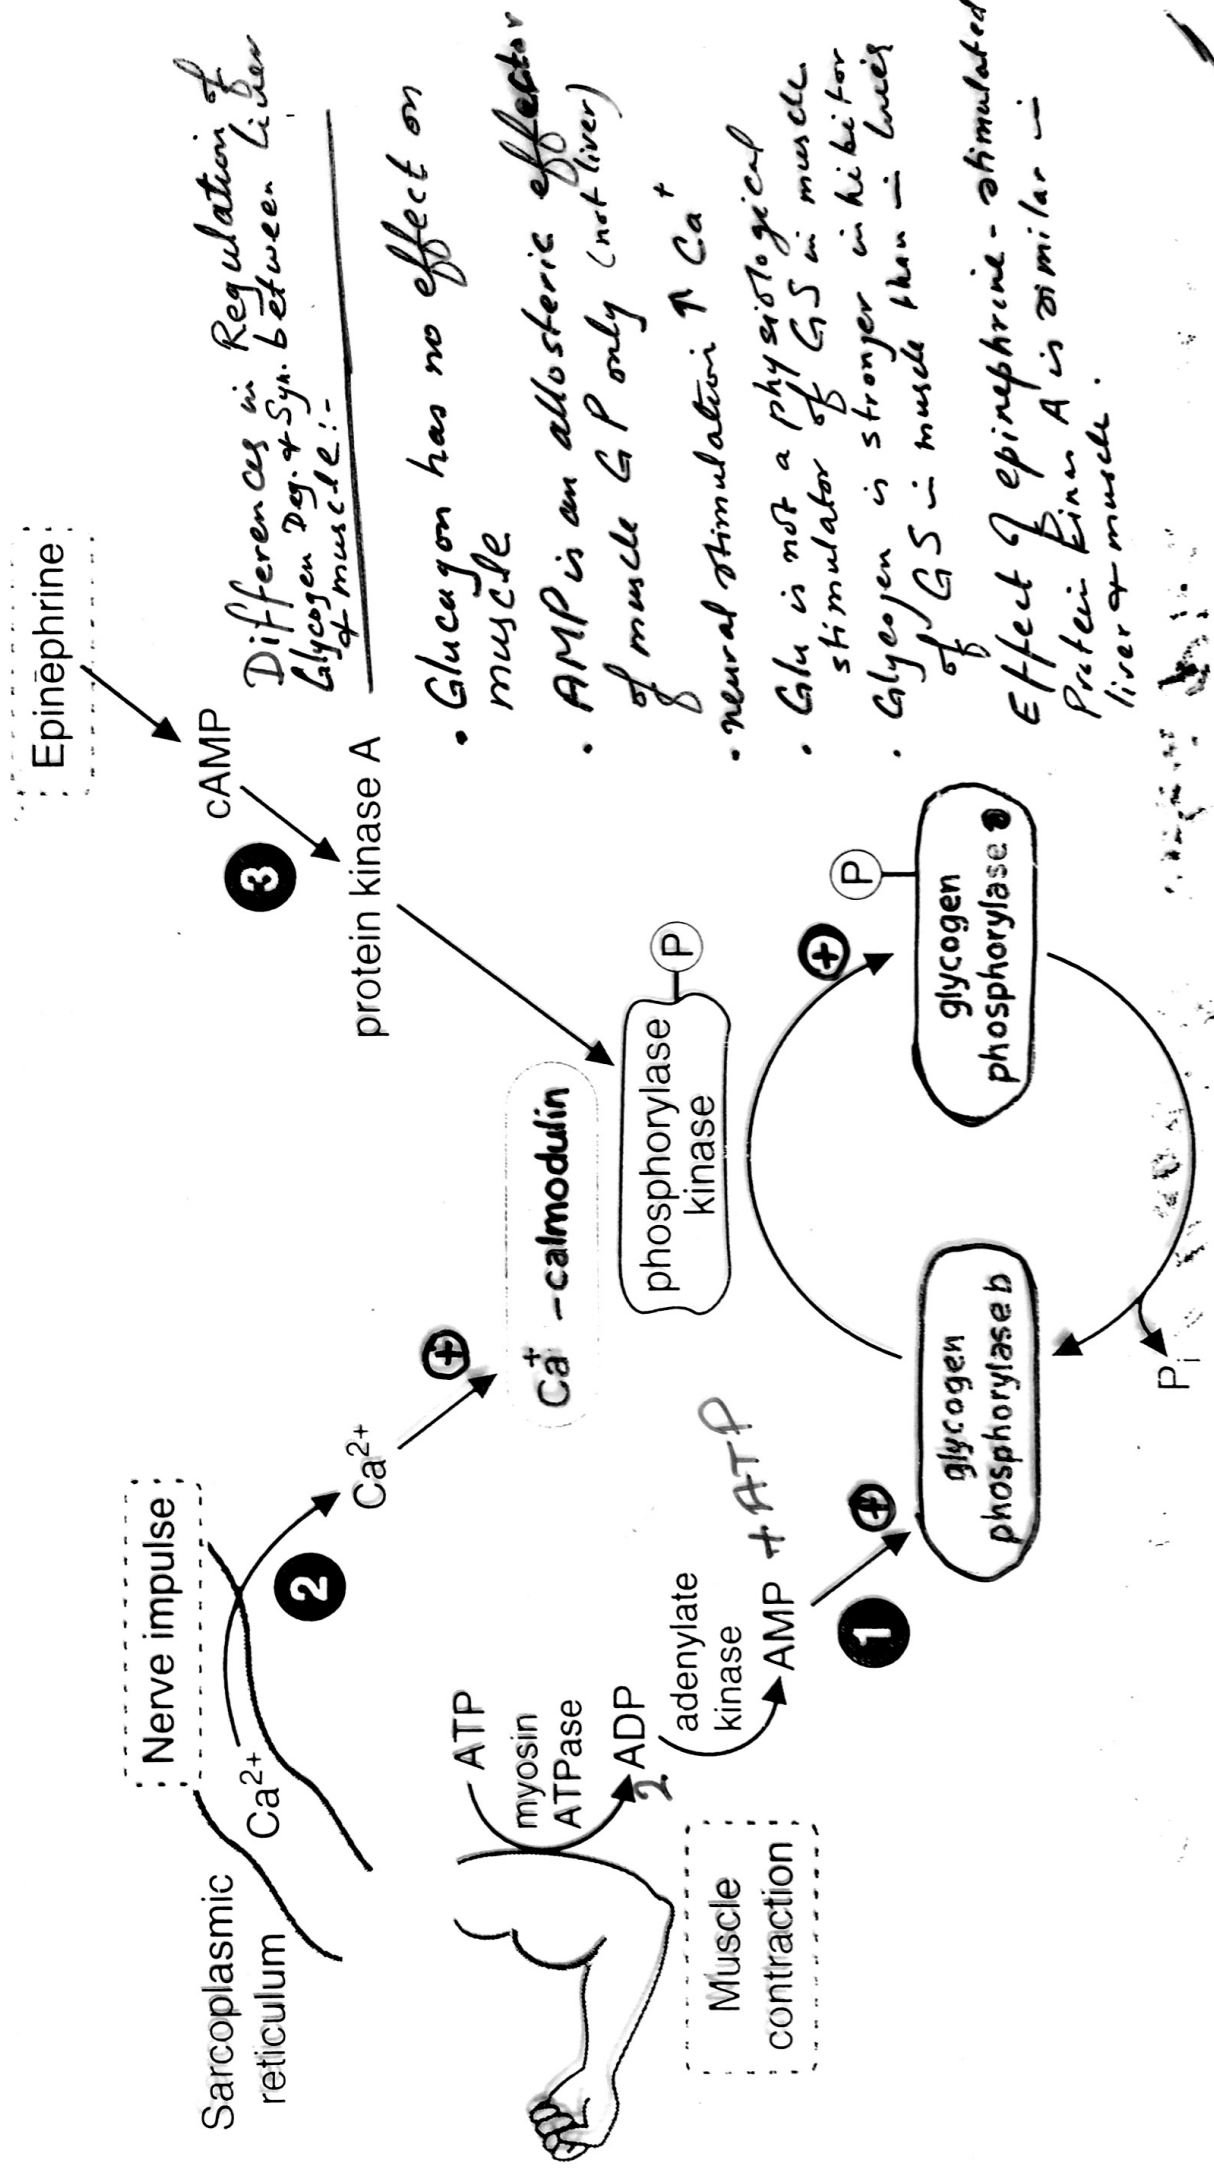 Epinephrine
cAMP
3
protein kinase A
Nerve impulse
Sarcoplasmic
reticulum
Ca2+
2
Ca2+
+
Ca+ -calmodulin
phosphorylase
kinase
P
ATP
myosin
ATPase
2 ADP
adenylate
kinase
AMP + ATP
Muscle
contraction
1
+
glycogen
phosphorylase b
+
P
glycogen
phosphorylase a
Pi
Differences in Regulation of
Glycogen Deg. + Syn. between Liver
+ muscle:-
• Glucagon has no effect on
muscle
• AMP is an allosteric effector
of muscle GP only (not liver)
• neural stimulation ↑ Ca+
• Glu is not a physiological
stimulator of GS in muscle
• Glycogen is stronger inhibitor
of GS in muscle than in
Effect of epinephrine - stimulated
Protein Kinas A is similar in
liver + muscle.